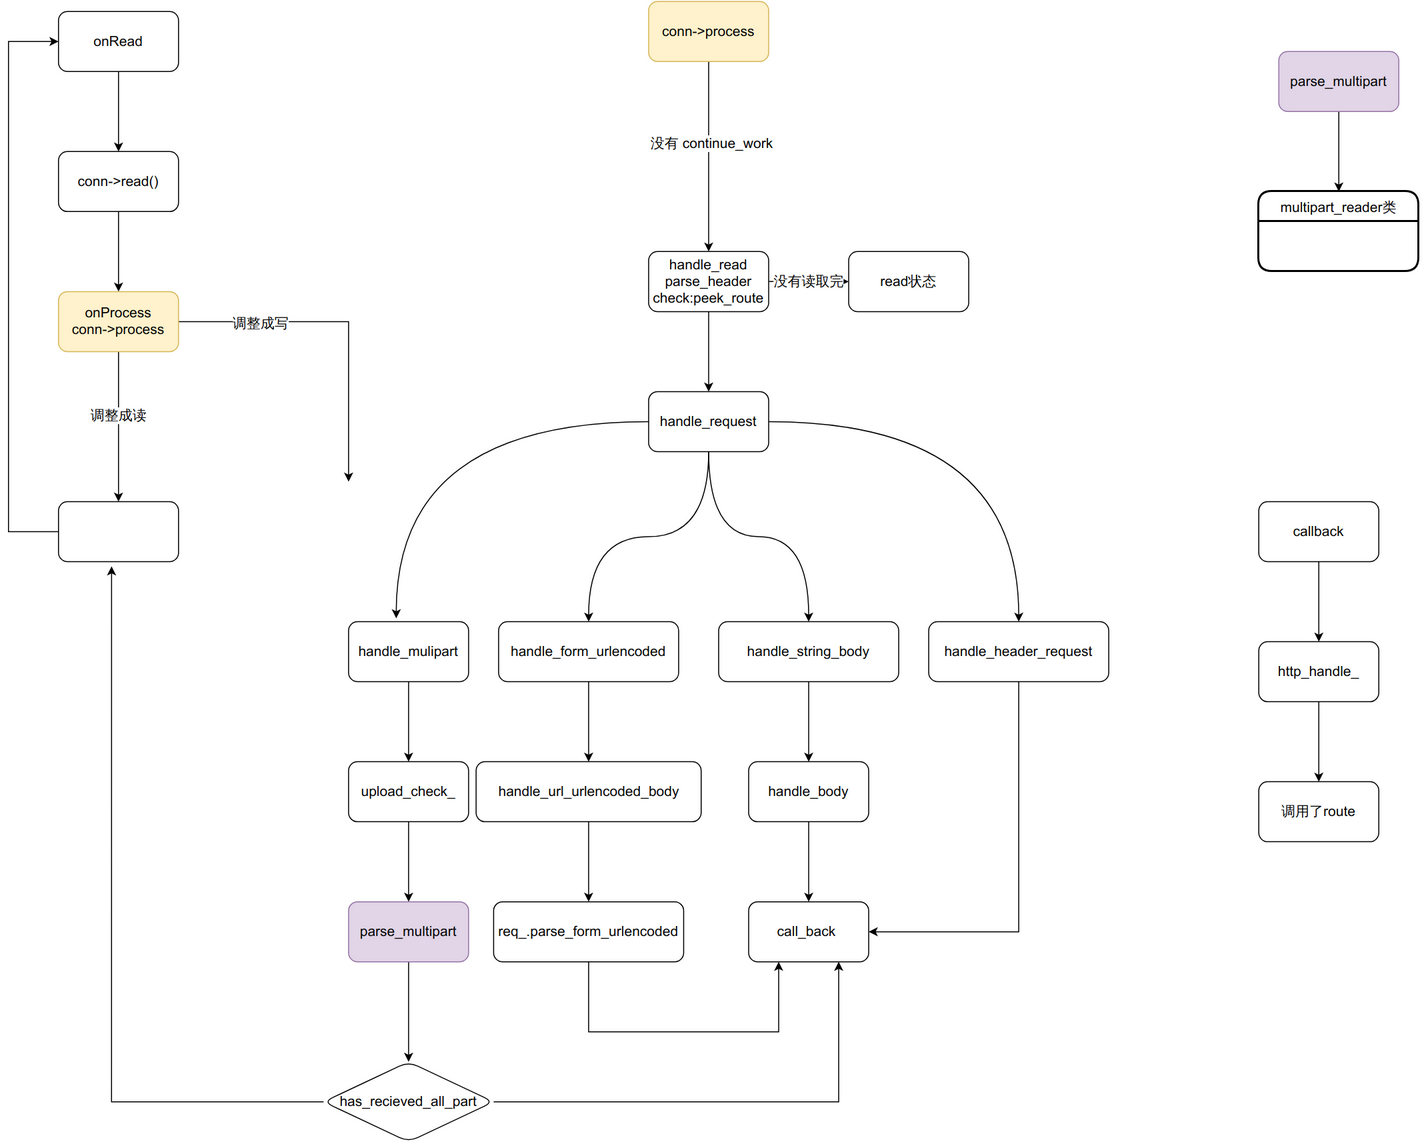 onRead
conn->read()
onProcess
conn->process
调整成写
调整成读
conn->process
没有 continue_work
handle_read
parse_header
check:peek_route
没有读取完
read状态
handle_request
handle_mulipart
handle_form_urlencoded
handle_string_body
handle_header_request
upload_check_
handle_url_urlencoded_body
handle_body
parse_multipart
req_.parse_form_urlencoded
call_back
has_recieved_all_part
parse_multipart
multipart_reader类
callback
http_handle_
调用了route